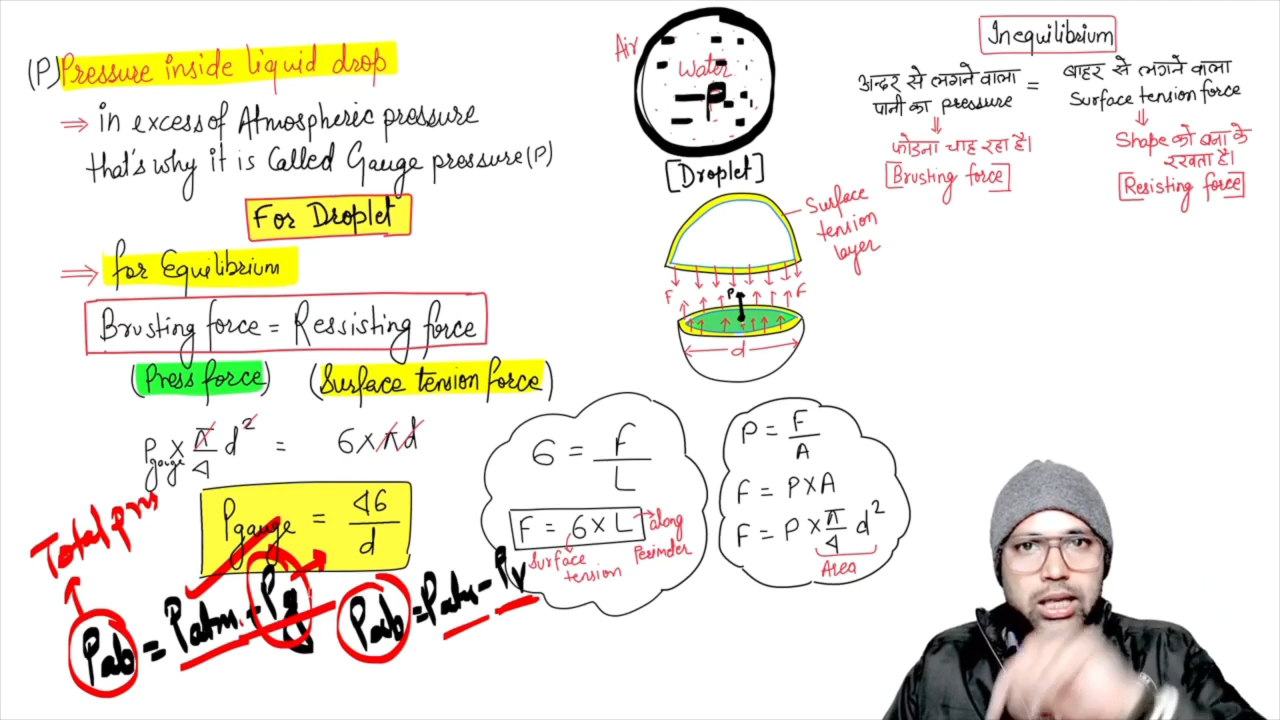 (P) Pressure inside liquid drop
⇒ in excess of Atmospheric pressure
that's why it is Called Gauge pressure (P)
For Droplet
⇒ for Equilibrium
Brusting force = Ressisting force
(Press force) (Surface tension force)
Pgauge × π/4 d² = 6×πd
Pgauge = 46/d
Total
Pab = Patm + Pg
Pab = Patm - Pv
Air
Water
P
[Droplet]
Surface
tension
layer
F F
P
d
6 = f/L
F = 6 × L
along
Perimeter
Surface
tension
P = F/A
F = P×A
F = P × π/4 d²
Area
Inequilibrium
अन्दर से लगने वाला = बाहर से लगने वाला
पानी का pressure Surface tension force
⇓ ⇓
फोडना चाह रहा है। Shape को बना के
रखता है।
[Brusting force] [Resisting force]